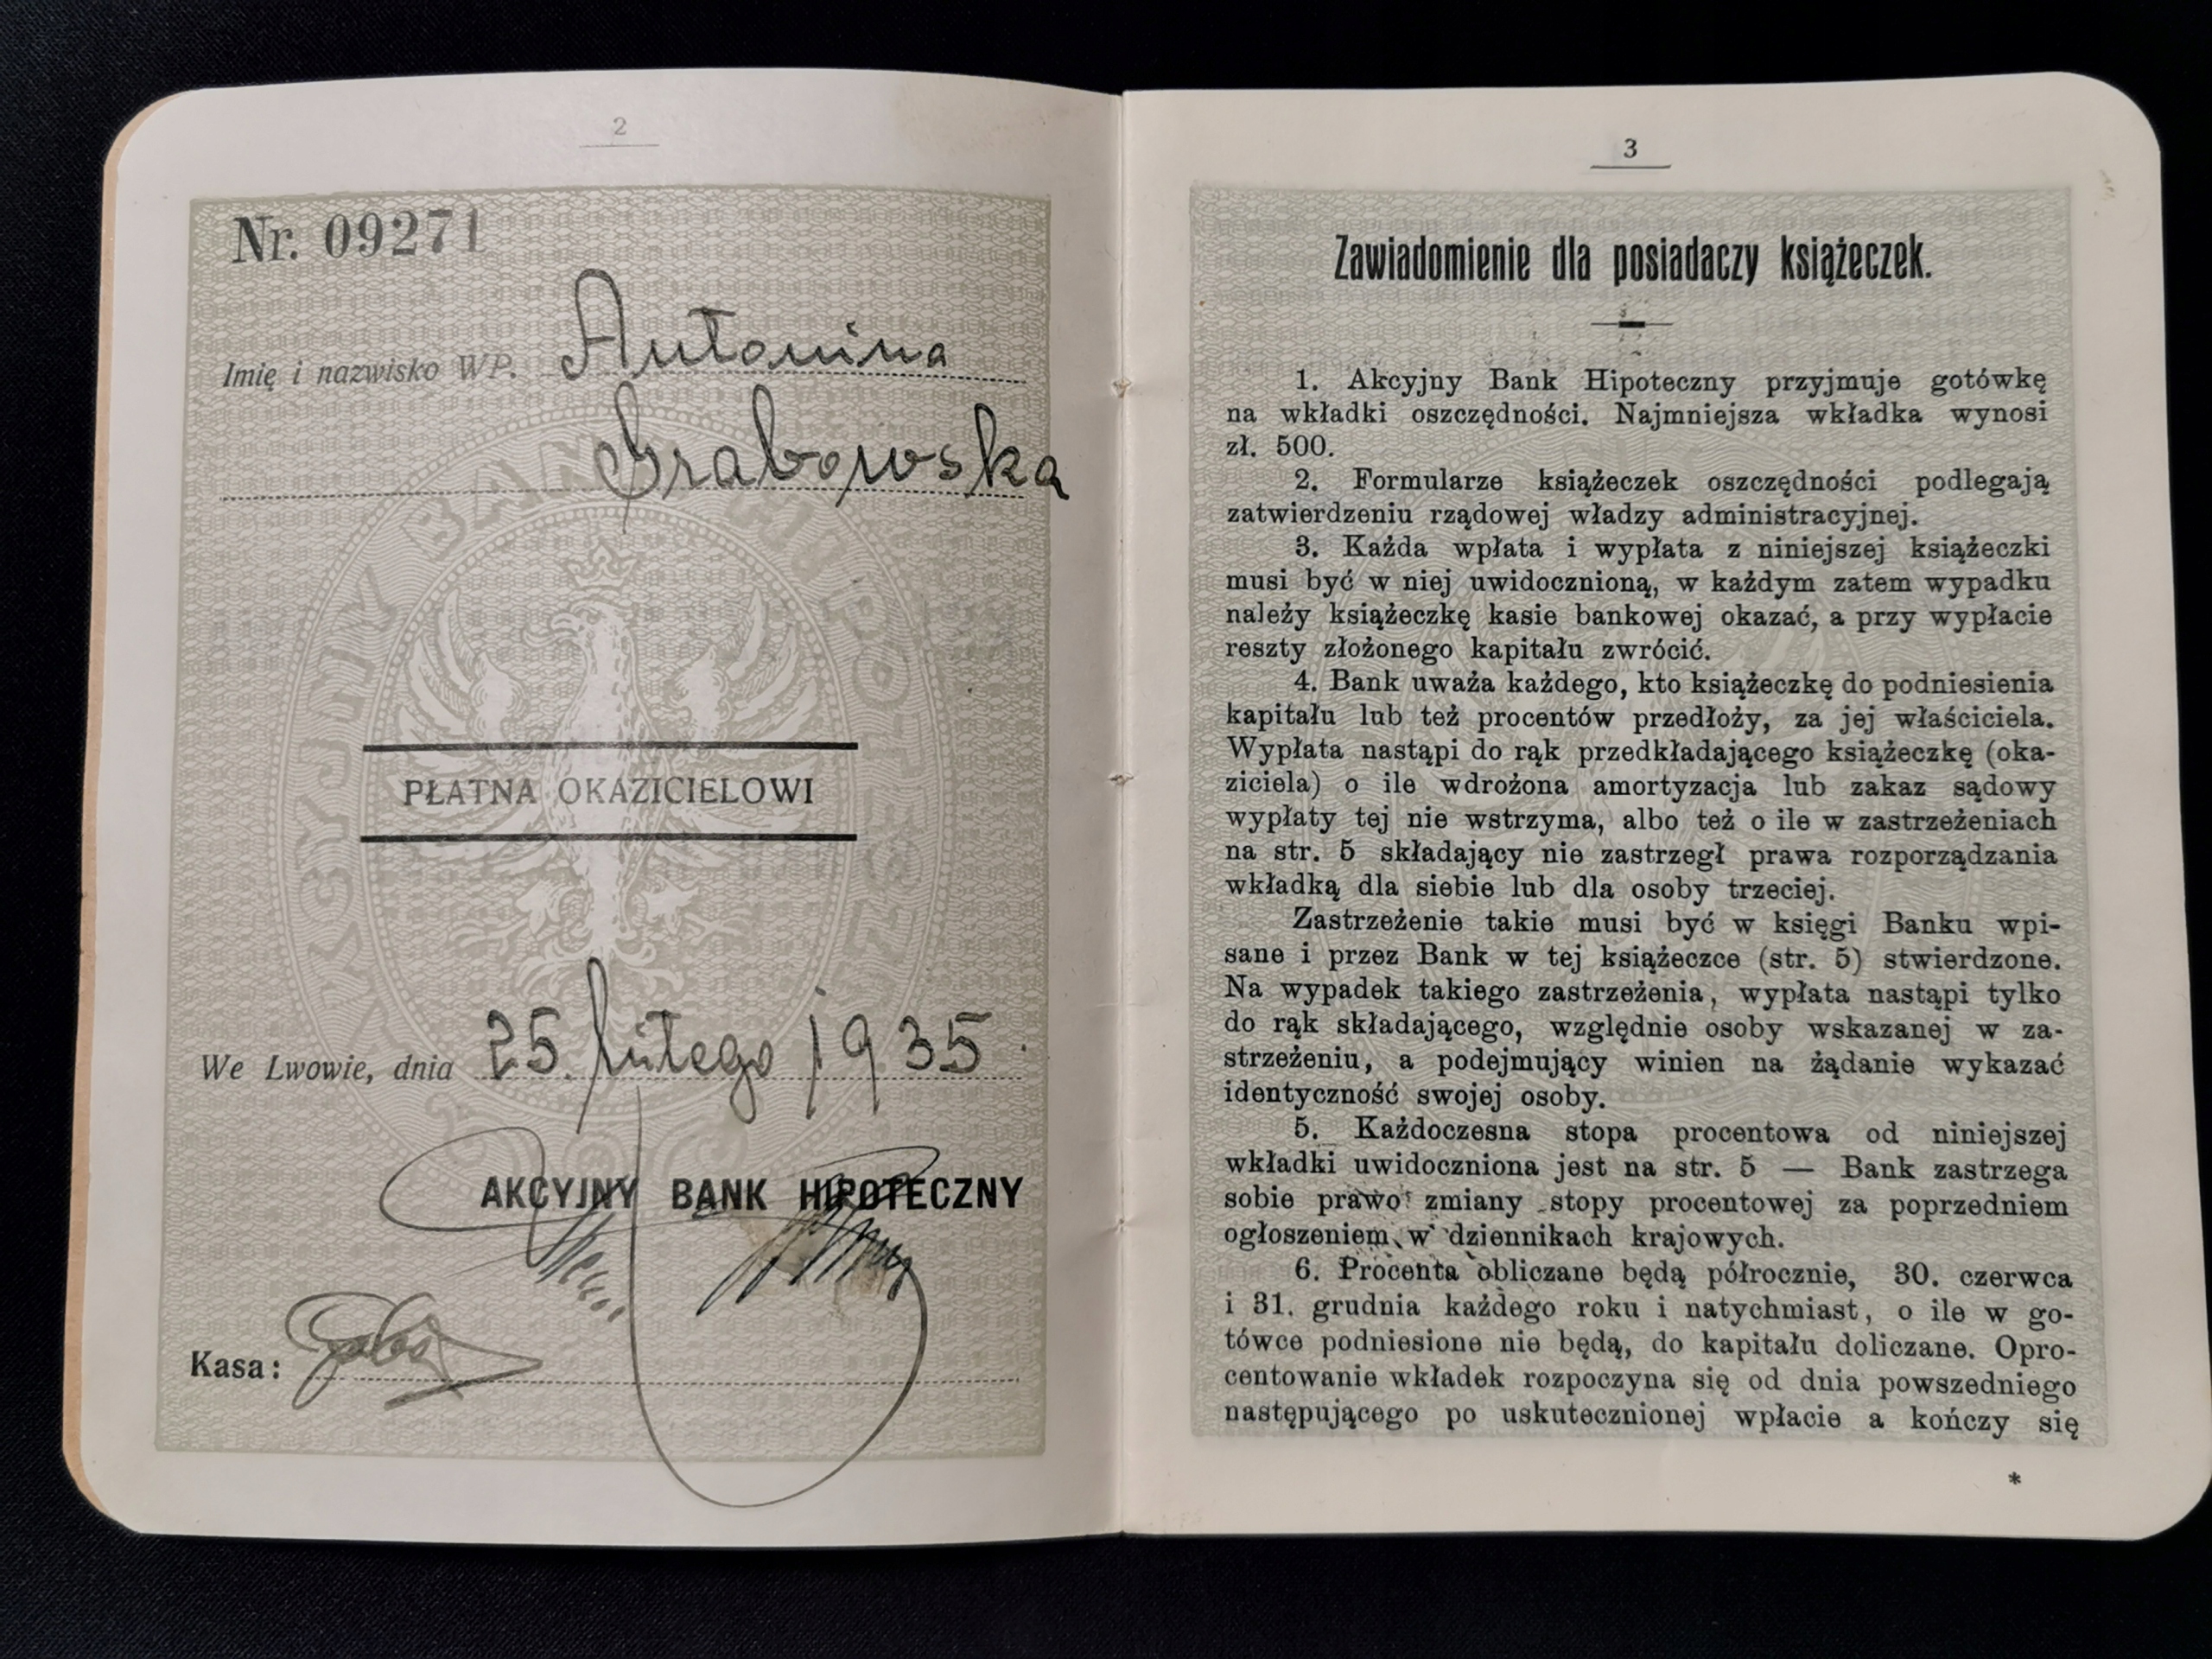 2
Nr. 09271
Imię i nazwisko WP. Antonina
Grabowska
AKCYJNY BANK HIPOTECZNY
PŁATNA OKAZICIELOWI
We Lwowie, dnia 25 lutego 1935
AKCYJNY BANK HIPOTECZNY
Kasa:
3
Zawiadomienie dla posiadaczy książeczek.
1. Akcyjny Bank Hipoteczny przyjmuje gotówkę
na wkładki oszczędności. Najmniejsza wkładka wynosi
zł. 500.
2. Formularze książeczek oszczędności podlegają
zatwierdzeniu rządowej władzy administracyjnej.
3. Każda wpłata i wypłata z niniejszej książeczki
musi być w niej uwidocznioną, w każdym zatem wypadku
należy książeczkę kasie bankowej okazać, a przy wypłacie
reszty złożonego kapitału zwrócić.
4. Bank uważa każdego, kto książeczkę do podniesienia
kapitału lub też procentów przedłoży, za jej właściciela.
Wypłata nastąpi do rąk przedkładającego książeczkę (oka-
ziciela) o ile wdrożona amortyzacja lub zakaz sądowy
wypłaty tej nie wstrzyma, albo też o ile w zastrzeżeniach
na str. 5 składający nie zastrzegł prawa rozporządzania
wkładką dla siebie lub dla osoby trzeciej.
Zastrzeżenie takie musi być w księgi Banku wpi-
sane i przez Bank w tej książeczce (str. 5) stwierdzone.
Na wypadek takiego zastrzeżenia, wypłata nastąpi tylko
do rąk składającego, względnie osoby wskazanej w za-
strzeżeniu, a podejmujący winien na żądanie wykazać
identyczność swojej osoby.
5. Każdoczesna stopa procentowa od niniejszej
wkładki uwidoczniona jest na str. 5 — Bank zastrzega
sobie prawo zmiany stopy procentowej za poprzedniem
ogłoszeniem w dziennikach krajowych.
6. Procenta obliczane będą półrocznie, 30. czerwca
i 31. grudnia każdego roku i natychmiast, o ile w go-
tówce podniesione nie będą, do kapitału doliczane. Opro-
centowanie wkładek rozpoczyna się od dnia powszedniego
następującego po uskutecznionej wpłacie a kończy się
*